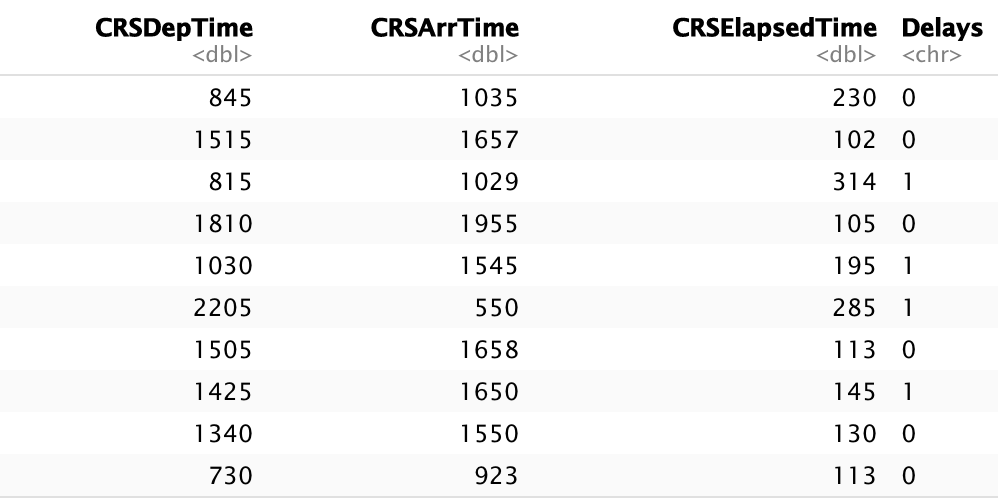 CRSDepTime CRSArrTime CRSElapsedTime Delays
<dbl> <dbl> <dbl> <chr>
845 1035 230 0
1515 1657 102 0
815 1029 314 1
1810 1955 105 0
1030 1545 195 1
2205 550 285 1
1505 1658 113 0
1425 1650 145 1
1340 1550 130 0
730 923 113 0